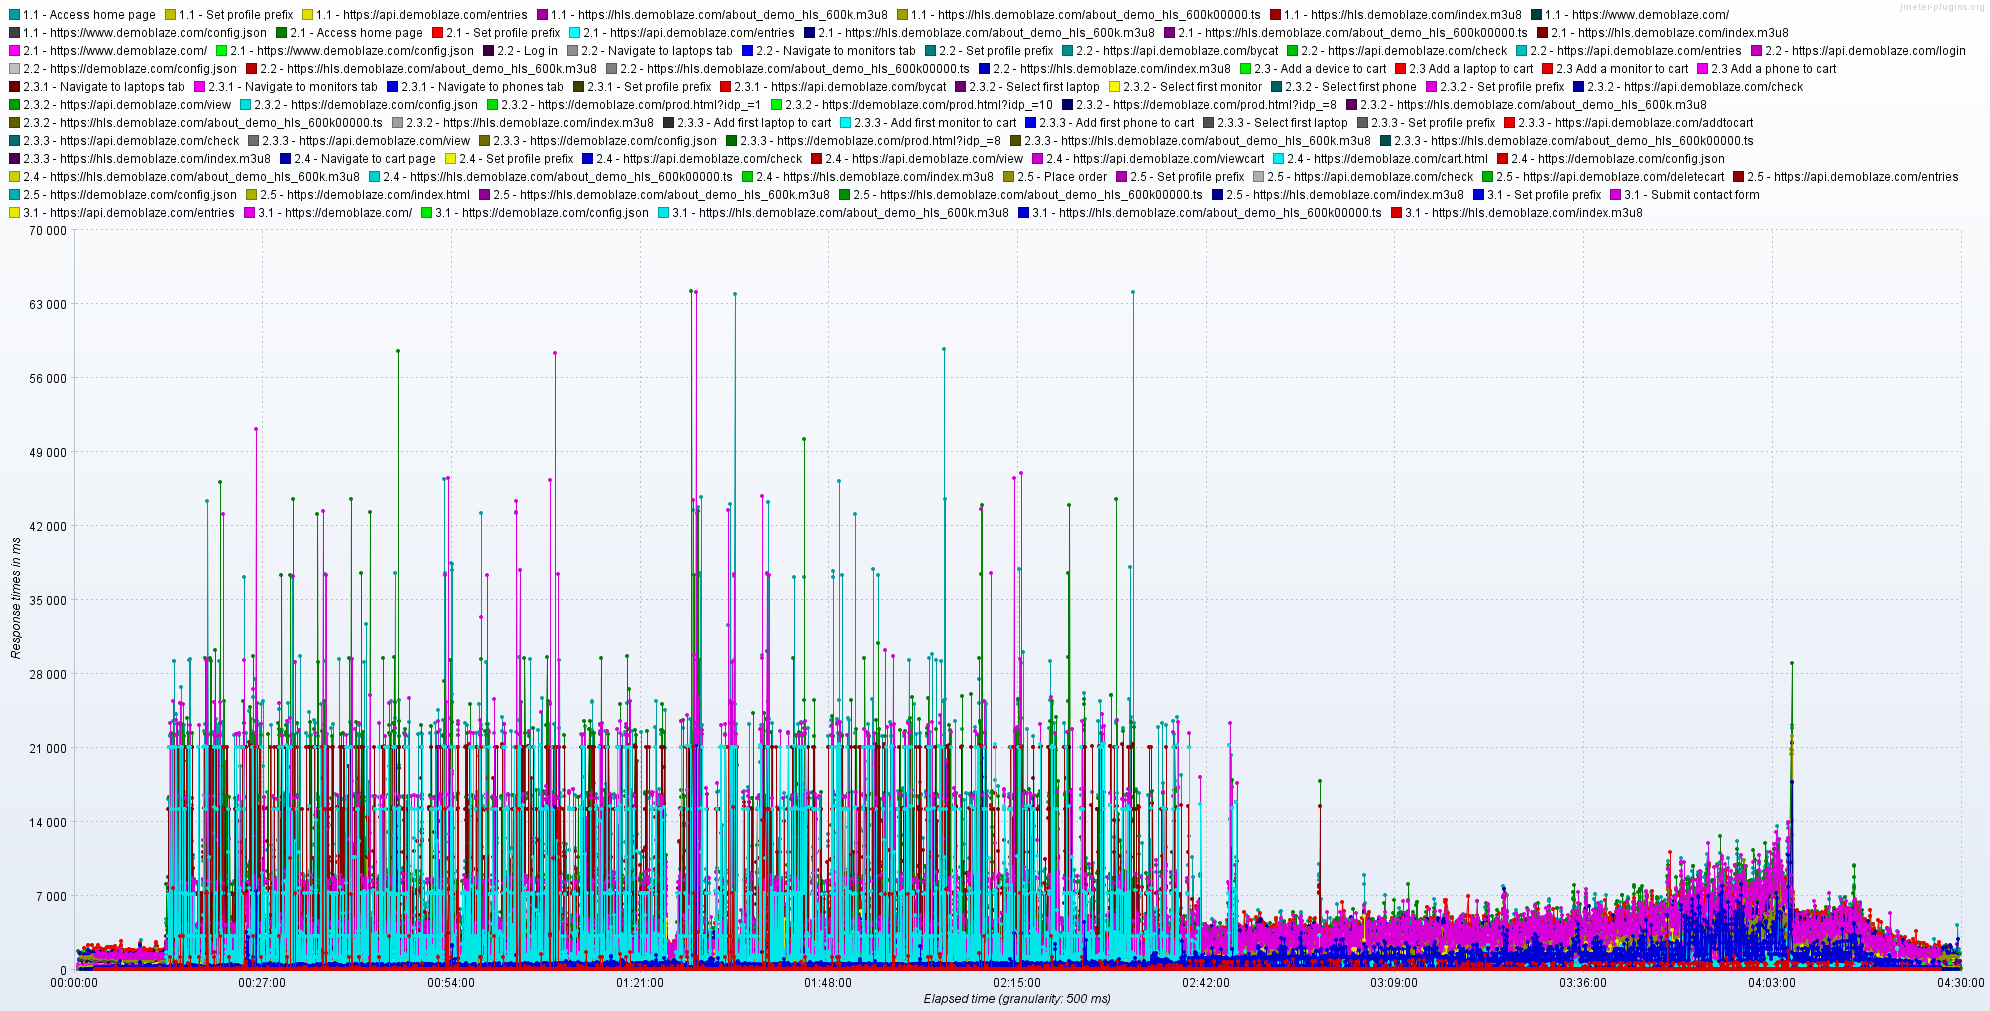 jmeter-plugins.org
1.1 - Access home page 1.1 - Set profile prefix 1.1 - https://api.demoblaze.com/entries 1.1 - https://hls.demoblaze.com/about_demo_hls_600k.m3u8 1.1 - https://hls.demoblaze.com/about_demo_hls_600k00000.ts 1.1 - https://hls.demoblaze.com/index.m3u8 1.1 - https://www.demoblaze.com/
1.1 - https://www.demoblaze.com/config.json 2.1 - Access home page 2.1 - Set profile prefix 2.1 - https://api.demoblaze.com/entries 2.1 - https://hls.demoblaze.com/about_demo_hls_600k.m3u8 2.1 - https://hls.demoblaze.com/about_demo_hls_600k00000.ts 2.1 - https://hls.demoblaze.com/index.m3u8
2.1 - https://www.demoblaze.com/ 2.1 - https://www.demoblaze.com/config.json 2.2 - Log in 2.2 - Navigate to laptops tab 2.2 - Navigate to monitors tab 2.2 - Set profile prefix 2.2 - https://api.demoblaze.com/bycat 2.2 - https://api.demoblaze.com/check 2.2 - https://api.demoblaze.com/entries 2.2 - https://api.demoblaze.com/login
2.2 - https://demoblaze.com/config.json 2.2 - https://hls.demoblaze.com/about_demo_hls_600k.m3u8 2.2 - https://hls.demoblaze.com/about_demo_hls_600k00000.ts 2.2 - https://hls.demoblaze.com/index.m3u8 2.3 - Add a device to cart 2.3 Add a laptop to cart 2.3 Add a monitor to cart 2.3 Add a phone to cart
2.3.1 - Navigate to laptops tab 2.3.1 - Navigate to monitors tab 2.3.1 - Navigate to phones tab 2.3.1 - Set profile prefix 2.3.1 - https://api.demoblaze.com/bycat 2.3.2 - Select first laptop 2.3.2 - Select first monitor 2.3.2 - Select first phone 2.3.2 - Set profile prefix 2.3.2 - https://api.demoblaze.com/check
2.3.2 - https://api.demoblaze.com/view 2.3.2 - https://demoblaze.com/config.json 2.3.2 - https://demoblaze.com/prod.html?idp_=1 2.3.2 - https://demoblaze.com/prod.html?idp_=10 2.3.2 - https://demoblaze.com/prod.html?idp_=8 2.3.2 - https://hls.demoblaze.com/about_demo_hls_600k.m3u8
2.3.2 - https://hls.demoblaze.com/about_demo_hls_600k00000.ts 2.3.2 - https://hls.demoblaze.com/index.m3u8 2.3.3 - Add first laptop to cart 2.3.3 - Add first monitor to cart 2.3.3 - Add first phone to cart 2.3.3 - Select first laptop 2.3.3 - Set profile prefix 2.3.3 - https://api.demoblaze.com/addtocart
2.3.3 - https://api.demoblaze.com/check 2.3.3 - https://api.demoblaze.com/view 2.3.3 - https://demoblaze.com/config.json 2.3.3 - https://demoblaze.com/prod.html?idp_=8 2.3.3 - https://hls.demoblaze.com/about_demo_hls_600k.m3u8 2.3.3 - https://hls.demoblaze.com/about_demo_hls_600k00000.ts
2.3.3 - https://hls.demoblaze.com/index.m3u8 2.4 - Navigate to cart page 2.4 - Set profile prefix 2.4 - https://api.demoblaze.com/check 2.4 - https://api.demoblaze.com/view 2.4 - https://api.demoblaze.com/viewcart 2.4 - https://demoblaze.com/cart.html 2.4 - https://demoblaze.com/config.json
2.4 - https://hls.demoblaze.com/about_demo_hls_600k.m3u8 2.4 - https://hls.demoblaze.com/about_demo_hls_600k00000.ts 2.4 - https://hls.demoblaze.com/index.m3u8 2.5 - Place order 2.5 - Set profile prefix 2.5 - https://api.demoblaze.com/check 2.5 - https://api.demoblaze.com/deletecart 2.5 - https://api.demoblaze.com/entries
2.5 - https://demoblaze.com/config.json 2.5 - https://demoblaze.com/index.html 2.5 - https://hls.demoblaze.com/about_demo_hls_600k.m3u8 2.5 - https://hls.demoblaze.com/about_demo_hls_600k00000.ts 2.5 - https://hls.demoblaze.com/index.m3u8 3.1 - Set profile prefix 3.1 - Submit contact form
3.1 - https://api.demoblaze.com/entries 3.1 - https://demoblaze.com/ 3.1 - https://demoblaze.com/config.json 3.1 - https://hls.demoblaze.com/about_demo_hls_600k.m3u8 3.1 - https://hls.demoblaze.com/about_demo_hls_600k00000.ts 3.1 - https://hls.demoblaze.com/index.m3u8
70 000
63 000
56 000
49 000
42 000
35 000
28 000
21 000
14 000
7 000
0
Response times in ms
00:00:00 00:27:00 00:54:00 01:21:00 01:48:00 02:15:00 02:42:00 03:09:00 03:36:00 04:03:00 04:30:00
Elapsed time (granularity: 500 ms)